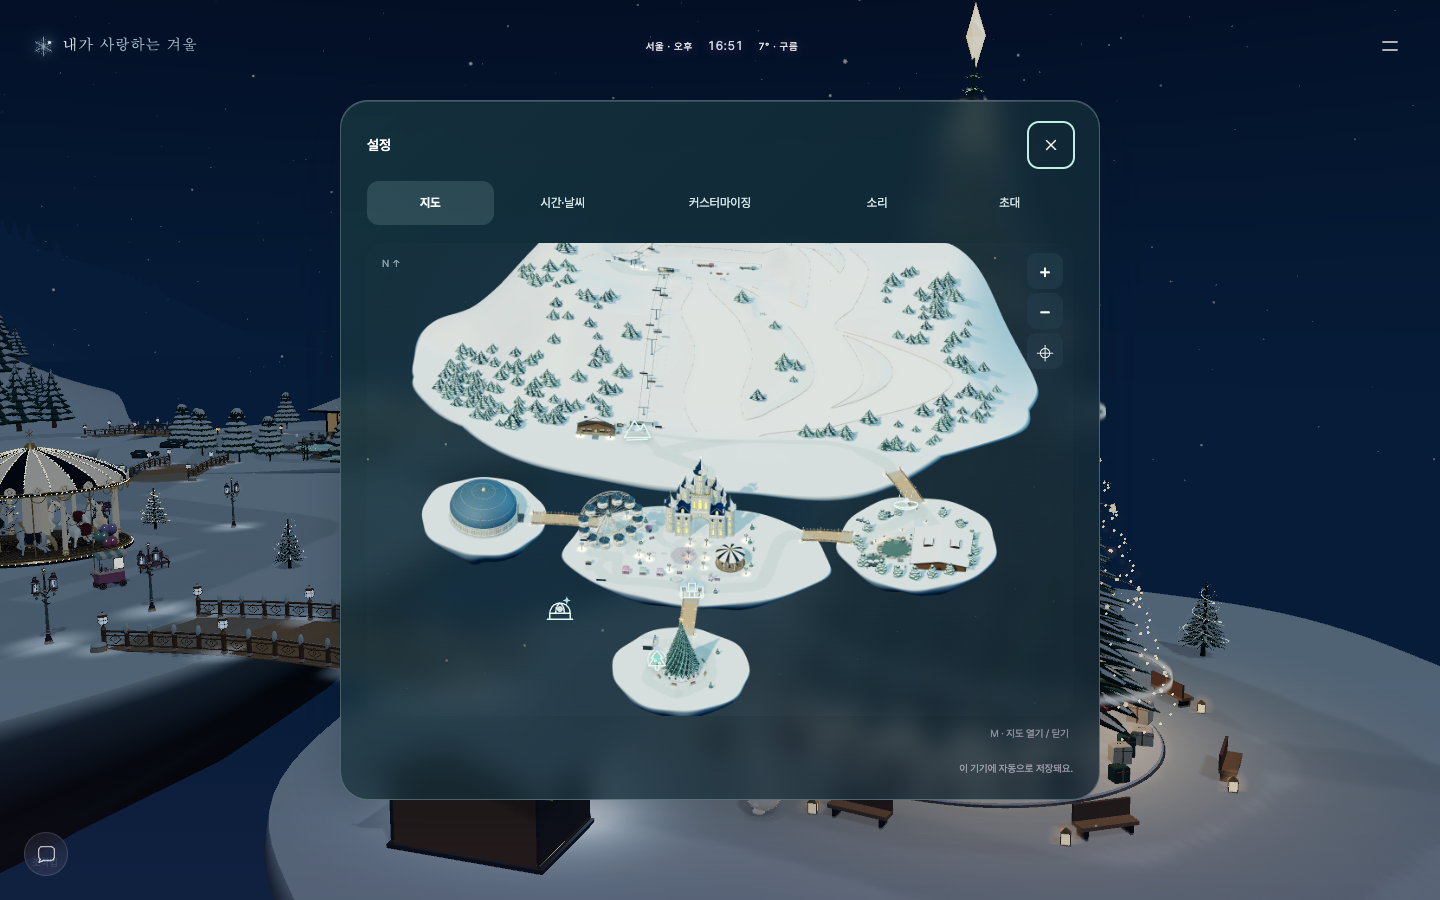 내가 사랑하는 겨울
서울 · 오후 16:51 7° · 구름
설정
지도 시간·날씨 커스터마이징 소리 초대
N ↑
+
−
M · 지도 열기 / 닫기
이 기기에 자동으로 저장돼요.